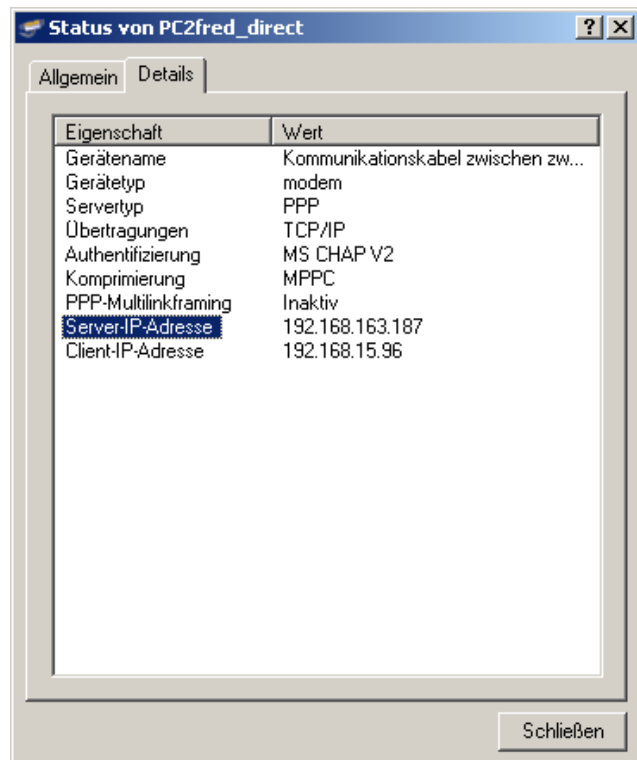 Status von PC2fred_direct
Allgemein Details
Eigenschaft Wert
Gerätename Kommunikationskabel zwischen zw...
Gerätetyp modem
Servertyp PPP
Übertragungen TCP/IP
Authentifizierung MS CHAP V2
Komprimierung MPPC
PPP-Multilinkframing Inaktiv
Server-IP-Adresse 192.168.163.187
Client-IP-Adresse 192.168.15.96
Schließen